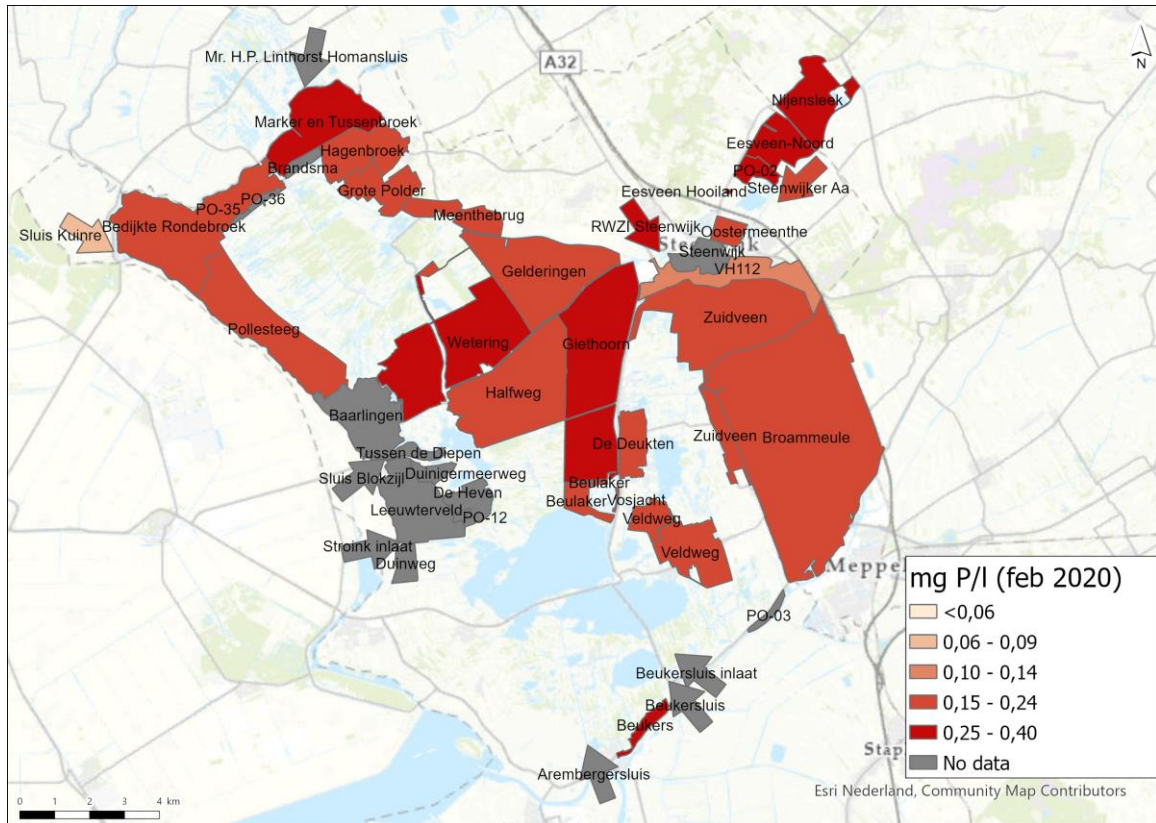 Mr. H.P. Linthorst Homansluis
A32
N
Marker en Tussenbroek
Nijensleek
Hagenbroek
Eesveen-Noord
Brandsma
PO-02
Grote Polder
Eesveen Hooiland
Steenwijker Aa
PO-36
PO-35
Meenthebrug
Bedijkte Rondebroek
RWZI Steenwijk
Oostermeenthe
Sluis Kuinre
Steenwijk
VH112
Gelderingen
Zuidveen
Pollesteeg
Wetering
Giethoorn
Halfweg
Baarlingen
De Deukten
Zuidveen
Broammeule
Tussen de Diepen
Sluis Blokzijl
Duinigermeerweg
De Heven
Beulaker
Beulaker
Vosjacht
Leeuwterveld
PO-12
Veldweg
Stroink inlaat
Duinweg
Veldweg
Meppel
PO-03
Beukersluis inlaat
Beukersluis
Beukers
Arembergersluis
Stap
mg P/l (feb 2020)
<0,06
0,06 - 0,09
0,10 - 0,14
0,15 - 0,24
0,25 - 0,40
No data
Esri Nederland, Community Map Contributors
0 1 2 4 km